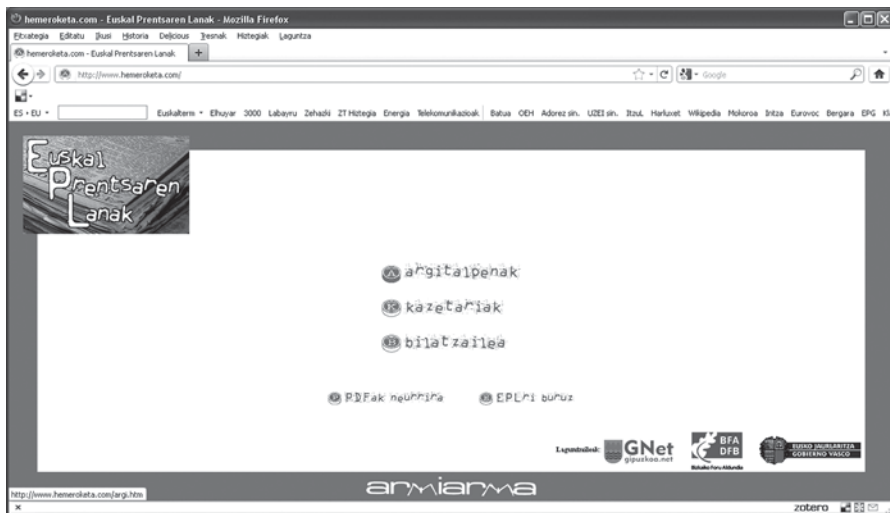 hemeroketa.com - Euskal Prentsaren Lanak - Mozilla Firefox
Fitxategia Editatu Ikusi Historia Delicious Tresnak Hiztegiak Laguntza
hemeroketa.com - Euskal Prentsaren Lanak +
http://www.hemeroketa.com/ Google
ES • EU Euskalterm Elhuyar 3000 Labayru Zehazki ZT Hiztegia Energia Telekomunikazioak Batua OEH Adorez sin. UZEI sin. ItzuL Harluxet Wikipedia Mokoroa Intza Eurovoc Bergara EPG
Euskal
Prentsaren
Lanak
A argitalpenak
K kazetariak
B bilatzailea
PDFak neurrira EPLri buruz
Laguntzaileak: GNet
gipuzkoa.net
BFA
DFB
Bizkaiko Foru Aldundia
EUSKO JAURLARITZA
GOBIERNO VASCO
armiarma
http://www.hemeroketa.com/argi.htm
x zotero